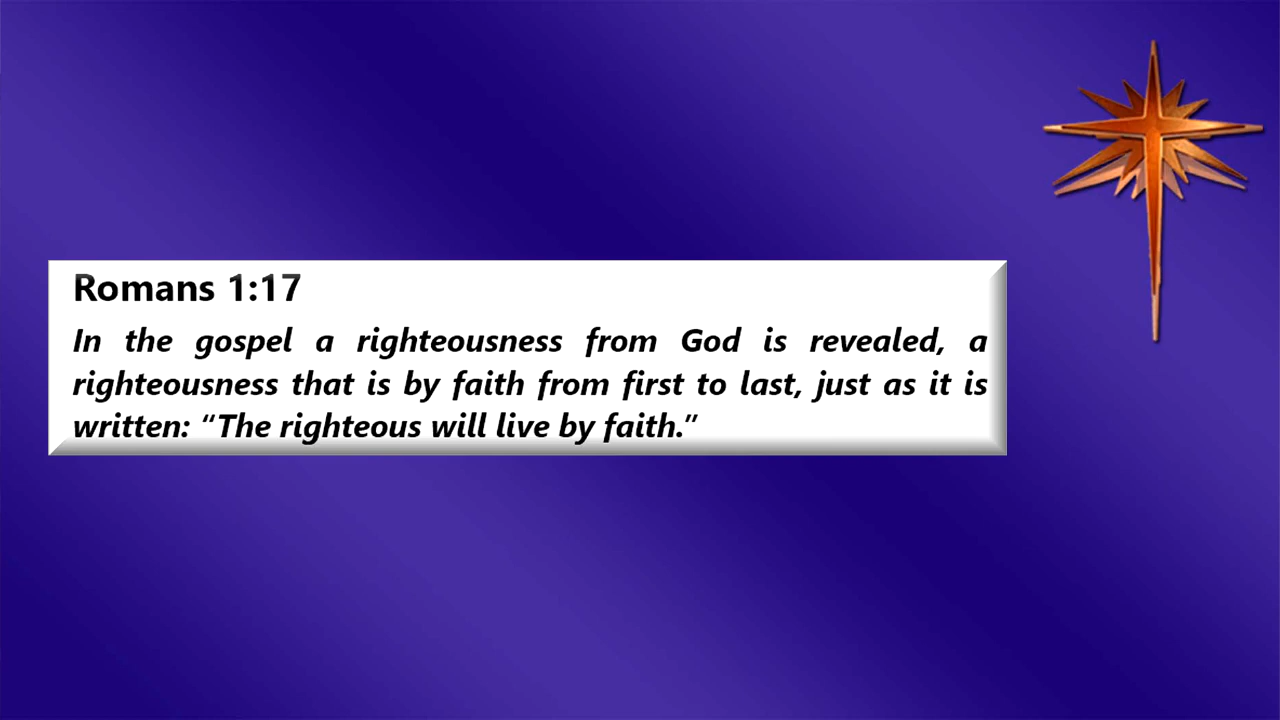 Romans 1:17
In the gospel a righteousness from God is revealed, a
righteousness that is by faith from first to last, just as it is
written: “The righteous will live by faith.”